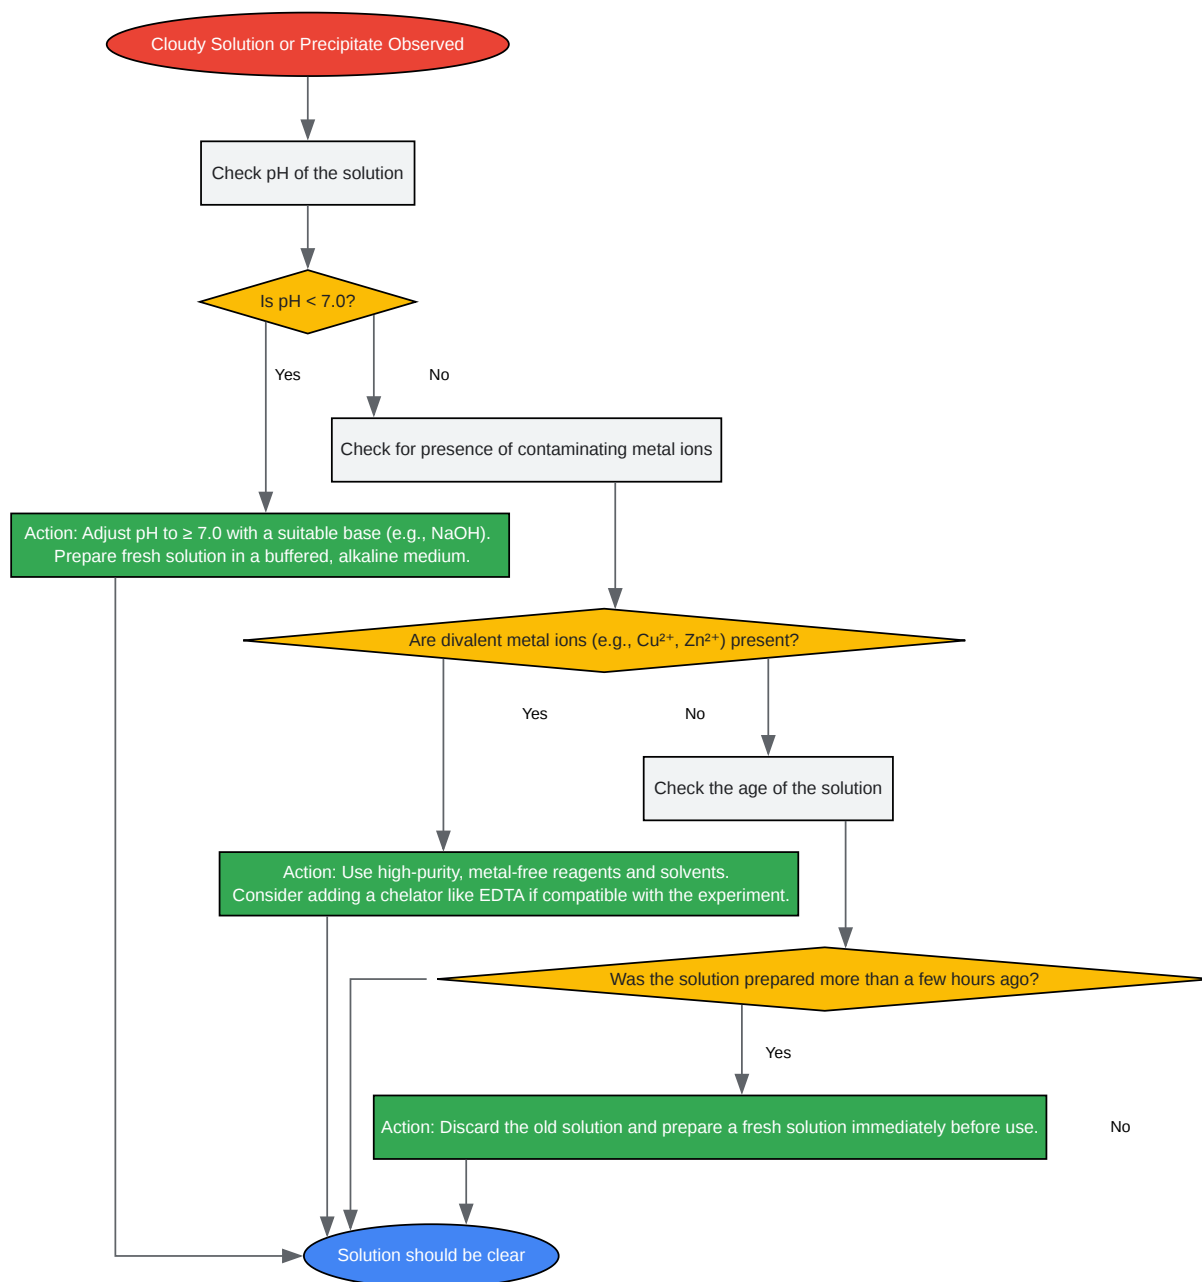 Cloudy Solution or Precipitate Observed
Check pH of the solution
Is pH < 7.0?
Yes
No
Check for presence of contaminating metal ions
Action: Adjust pH to ≥ 7.0 with a suitable base (e.g., NaOH).
Prepare fresh solution in a buffered, alkaline medium.
Are divalent metal ions (e.g., Cu²⁺, Zn²⁺) present?
Yes
No
Check the age of the solution
Action: Use high-purity, metal-free reagents and solvents.
Consider adding a chelator like EDTA if compatible with the experiment.
Was the solution prepared more than a few hours ago?
Yes
Action: Discard the old solution and prepare a fresh solution immediately before use.
No
Solution should be clear